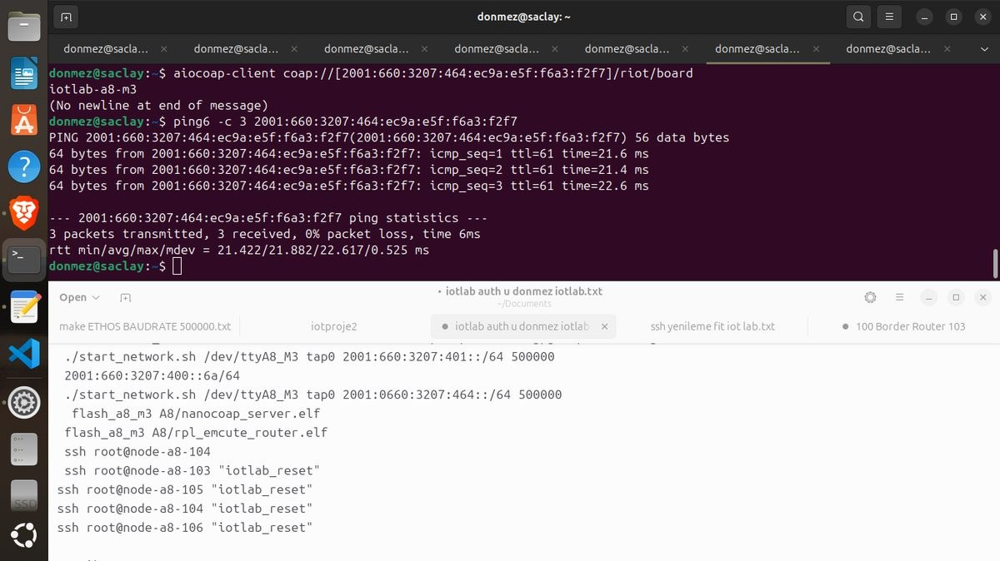 donmez@saclay: ~
donmez@sacla... × donmez@sacla... × donmez@sacla... × donmez@sacla... × donmez@sacla... × donmez@sacla... × donmez@sacla... ×
donmez@saclay:~$ aiocoap-client coap://[2001:660:3207:464:ec9a:e5f:f6a3:f2f7]/riot/board
iotlab-a8-m3
(No newline at end of message)
donmez@saclay:~$ ping6 -c 3 2001:660:3207:464:ec9a:e5f:f6a3:f2f7
PING 2001:660:3207:464:ec9a:e5f:f6a3:f2f7(2001:660:3207:464:ec9a:e5f:f6a3:f2f7) 56 data bytes
64 bytes from 2001:660:3207:464:ec9a:e5f:f6a3:f2f7: icmp_seq=1 ttl=61 time=21.6 ms
64 bytes from 2001:660:3207:464:ec9a:e5f:f6a3:f2f7: icmp_seq=2 ttl=61 time=21.4 ms
64 bytes from 2001:660:3207:464:ec9a:e5f:f6a3:f2f7: icmp_seq=3 ttl=61 time=22.6 ms
--- 2001:660:3207:464:ec9a:e5f:f6a3:f2f7 ping statistics ---
3 packets transmitted, 3 received, 0% packet loss, time 6ms
rtt min/avg/max/mdev = 21.422/21.882/22.617/0.525 ms
donmez@saclay:~$
Open
• iotlab auth u donmez iotlab.txt
~/Documents
make ETHOS BAUDRATE 500000.txt iotproje2 ● iotlab auth u donmez iotlab × ssh yenileme fit iot lab.txt ● 100 Border Router 103
./start_network.sh /dev/ttyA8_M3 tap0 2001:660:3207:401::/64 500000
2001:660:3207:400::6a/64
./start_network.sh /dev/ttyA8_M3 tap0 2001:0660:3207:464::/64 500000
flash_a8_m3 A8/nanocoap_server.elf
flash_a8_m3 A8/rpl_emcute_router.elf
ssh root@node-a8-104
ssh root@node-a8-103 "iotlab_reset"
ssh root@node-a8-105 "iotlab_reset"
ssh root@node-a8-104 "iotlab_reset"
ssh root@node-a8-106 "iotlab_reset"
SSD